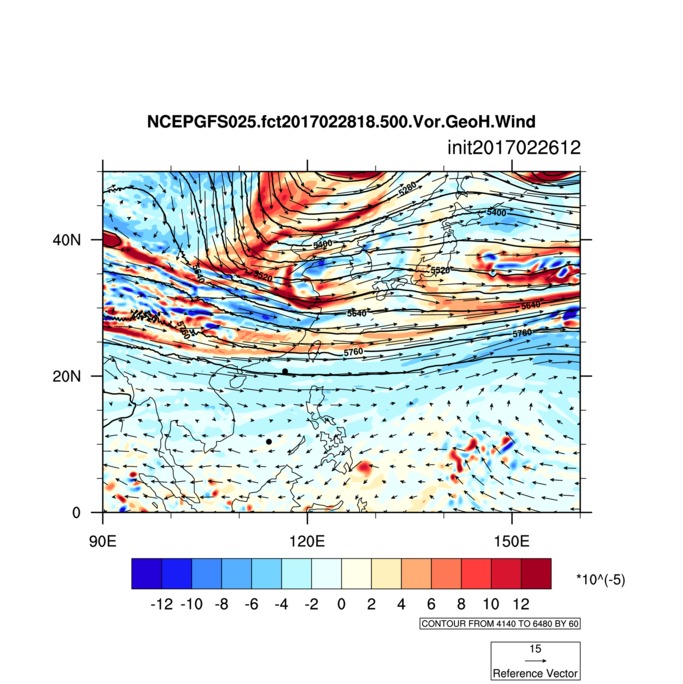 NCEPGFS025.fct2017022818.500.Vor.GeoH.Wind
init2017022612
5280
5400
40N
5400
5520
5520
5640
5640
5640
5760
5760
5760
20N
0
90E 120E 150E
-12 -10 -8 -6 -4 -2 0 2 4 6 8 10 12
*10^(-5)
CONTOUR FROM 4140 TO 6480 BY 60
15
Reference Vector